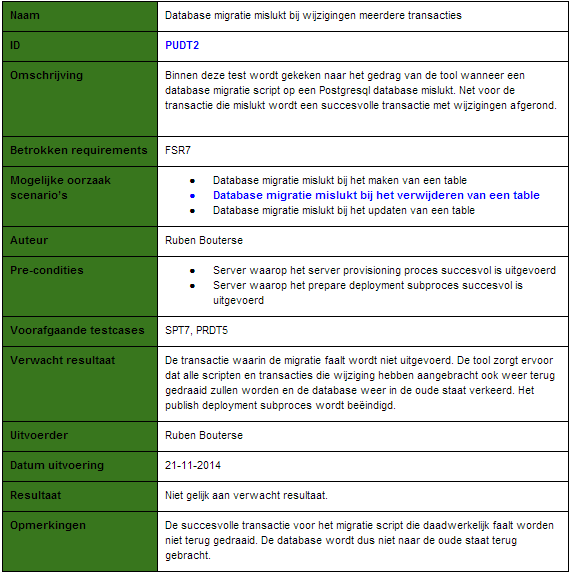 Naam
Database migratie mislukt bij wijzigingen meerdere transacties
ID
PUDT2
Omschrijving
Binnen deze test wordt gekeken naar het gedrag van de tool wanneer een
database migratie script op een Postgresql database mislukt. Net voor de
transactie die mislukt wordt een succesvolle transactie met wijzigingen afgerond.
Betrokken requirements
FSR7
Mogelijke oorzaak
scenario's
● Database migratie mislukt bij het maken van een table
● Database migratie mislukt bij het verwijderen van een table
● Database migratie mislukt bij het updaten van een table
Auteur
Ruben Bouterse
Pre-condities
● Server waarop het server provisioning proces succesvol is uitgevoerd
● Server waarop het prepare deployment subproces succesvol is
uitgevoerd
Voorafgaande testcases
SPT7, PRDT5
Verwacht resultaat
De transactie waarin de migratie faalt wordt niet uitgevoerd. De tool zorgt ervoor
dat alle scripten en transacties die wijziging hebben aangebracht ook weer terug
gedraaid zullen worden en de database weer in de oude staat verkeerd. Het
publish deployment subproces wordt beëindigd.
Uitvoerder
Ruben Bouterse
Datum uitvoering
21-11-2014
Resultaat
Niet gelijk aan verwacht resultaat.
Opmerkingen
De succesvolle transactie voor het migratie script die daadwerkelijk faalt worden
niet terug gedraaid. De database wordt dus niet naar de oude staat terug
gebracht.